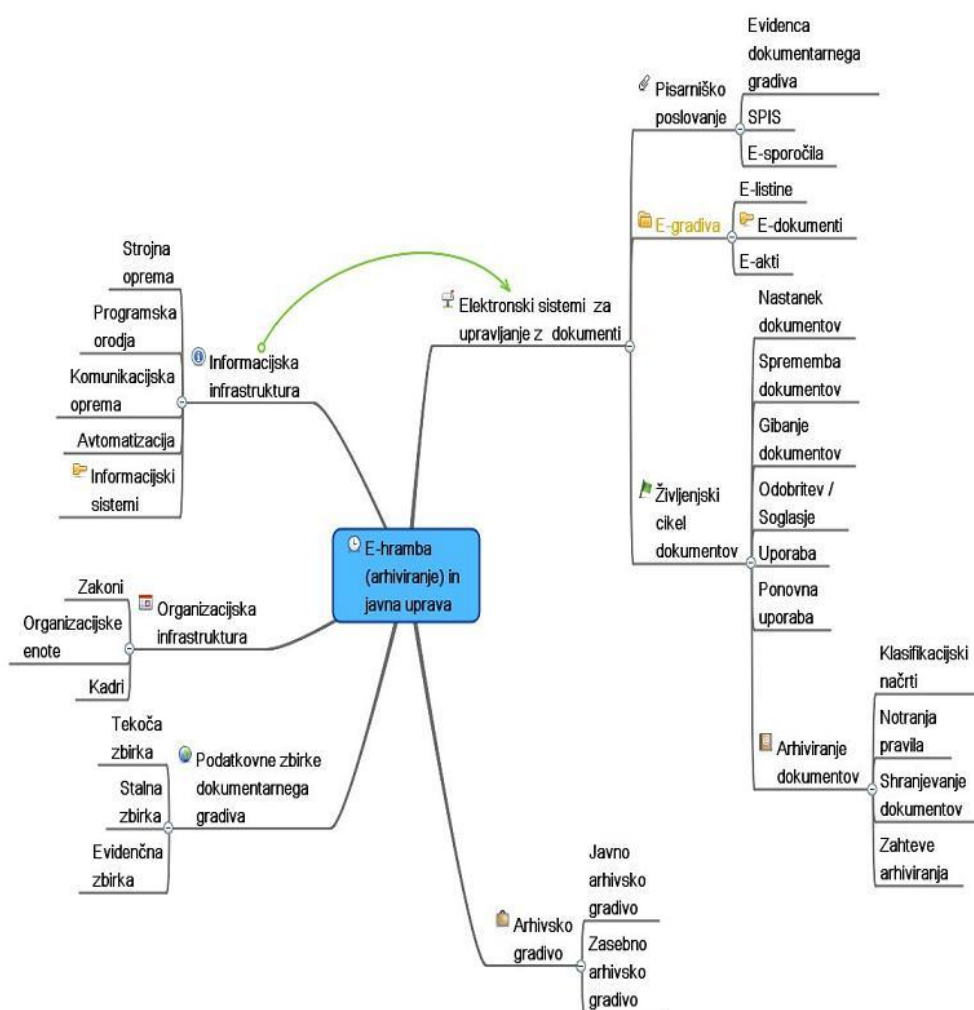 Evidenca
dokumentarnega
gradiva
Pisarniško
poslovanje
SPIS
E-sporočila
E-listine
E-gradiva
E-dokumenti
E-akti
Elektronski sistemi za
upravljanje z dokumenti
Nastanek
dokumentov
Sprememba
dokumentov
Gibanje
dokumentov
Odobritev /
Soglasje
Življenjski
cikel
dokumentov
Uporaba
Ponovna
uporaba
Klasifikacijski
načrti
Notranja
pravila
Arhiviranje
dokumentov
Shranjevanje
dokumentov
Zahteve
arhiviranja
Strojna
oprema
Programska
orodja
Informacijska
infrastruktura
Komunikacijska
oprema
Avtomatizacija
Informacijski
sistemi
E-hramba
(arhiviranje) in
javna uprava
Zakoni
Organizacijska
infrastruktura
Organizacijske
enote
Kadri
Tekoča
zbirka
Podatkovne zbirke
dokumentarnega
gradiva
Stalna
zbirka
Evidenčna
zbirka
Javno
arhivsko
gradivo
Arhivsko
gradivo
Zasebno
arhivsko
gradivo